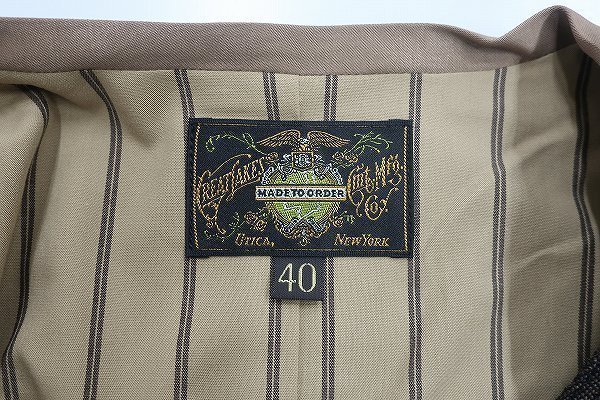 GREAT LAKES GMT. MFG. CO.
MADE TO ORDER
UTICA, NEW YORK
40